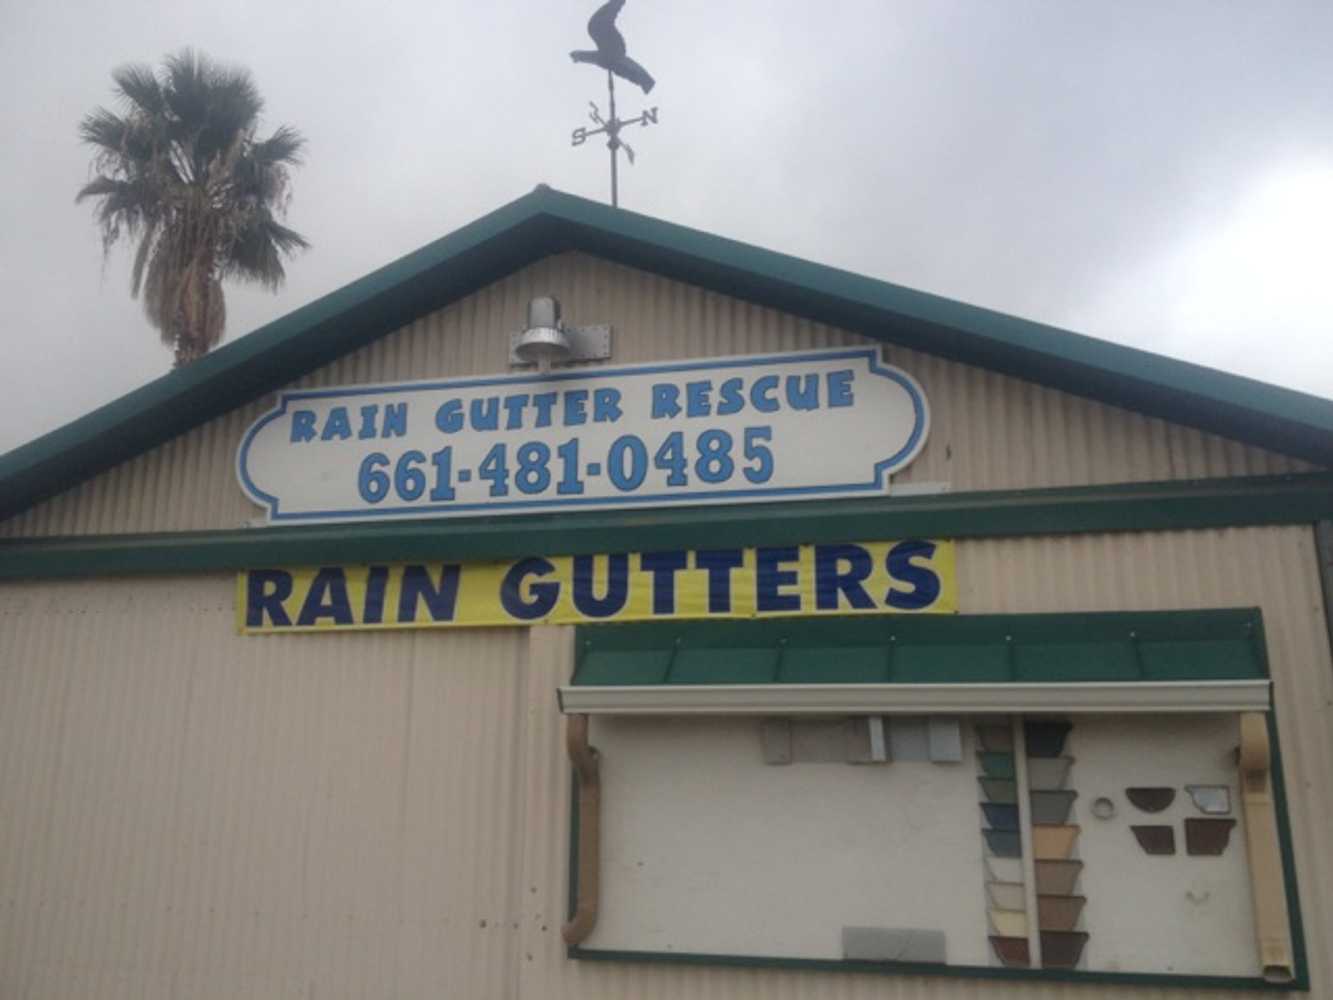 S N
RAIN GUTTER RESCUE
661-481-0485
RAIN GUTTERS